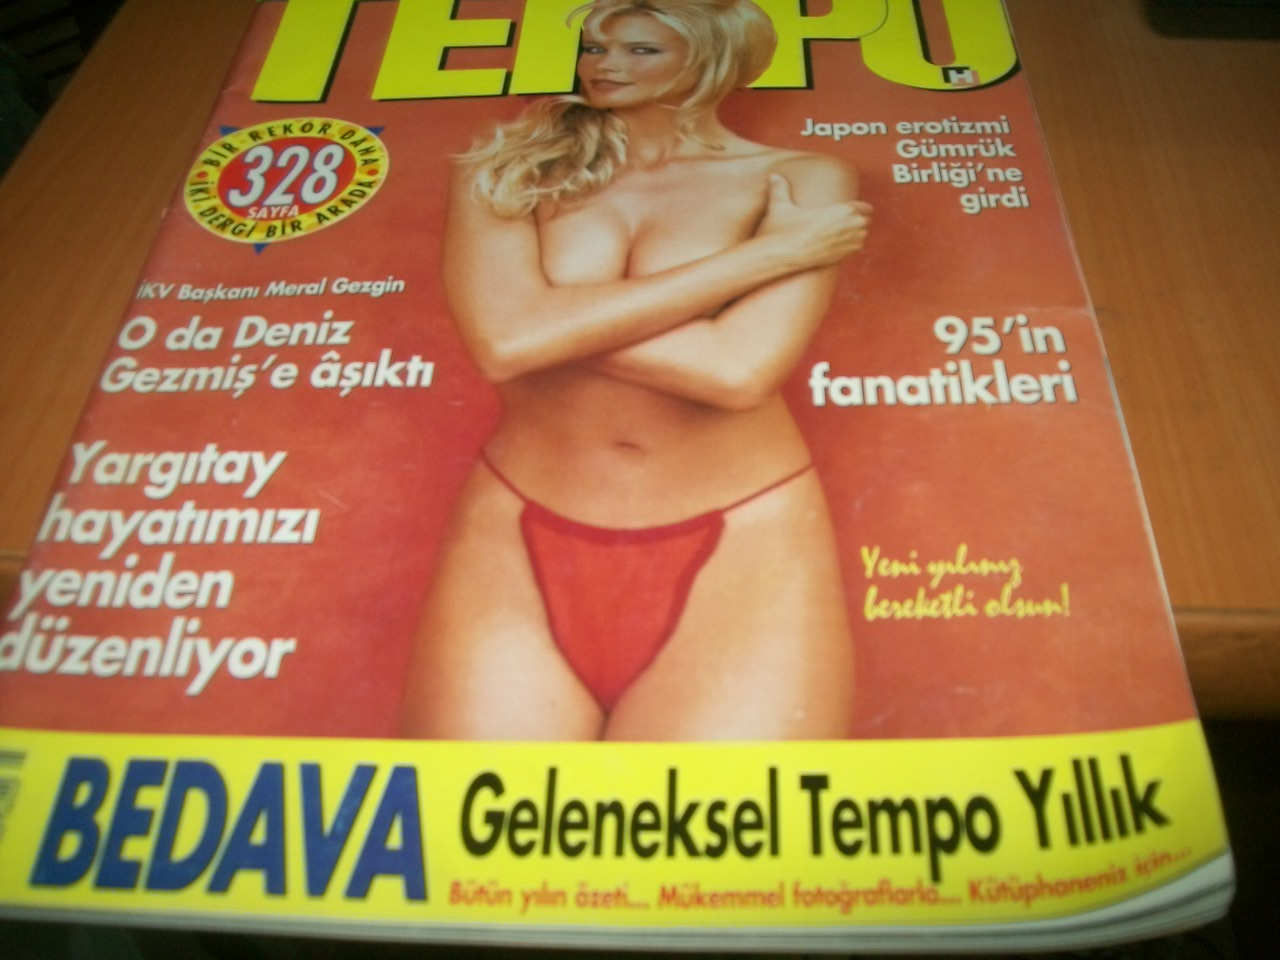 TEMPO
H
BİR REKOR DAHA
328
SAYFA
İKİ DERGİ BİR ARADA
Japon erotizmi
Gümrük
Birliği'ne
girdi
İKV Başkanı Meral Gezgin
O da Deniz
Gezmiş'e âşıktı
95'in
fanatikleri
Yargıtay
hayatımızı
yeniden
düzenliyor
Yeni yılınız
bereketli olsun!
BEDAVA Geleneksel Tempo Yıllık
Bütün yılın özeti... Mükemmel fotoğraflarla... Kütüphaneniz için...